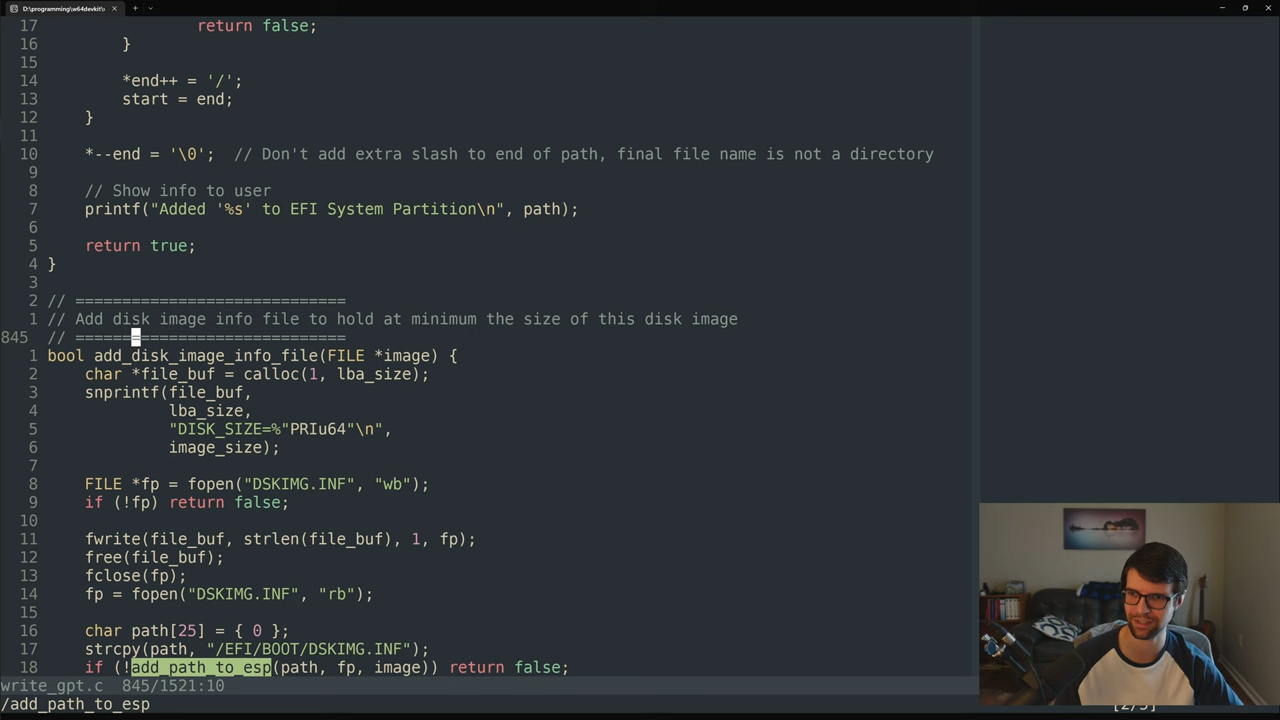 D:\programming\w64devkit\
17 return false;
16 }
15
14 *end++ = '/';
13 start = end;
12 }
11
10 *--end = '\0'; // Don't add extra slash to end of path, final file name is not a directory
9
8 // Show info to user
7 printf("Added '%s' to EFI System Partition\n", path);
6
5 return true;
4 }
3
2 // =============================
1 // Add disk image info file to hold at minimum the size of this disk image
845 // =============================
1 bool add_disk_image_info_file(FILE *image) {
2 char *file_buf = calloc(1, lba_size);
3 snprintf(file_buf,
4 lba_size,
5 "DISK_SIZE=%"PRIu64"\n",
6 image_size);
7
8 FILE *fp = fopen("DSKIMG.INF", "wb");
9 if (!fp) return false;
10
11 fwrite(file_buf, strlen(file_buf), 1, fp);
12 free(file_buf);
13 fclose(fp);
14 fp = fopen("DSKIMG.INF", "rb");
15
16 char path[25] = { 0 };
17 strcpy(path, "/EFI/BOOT/DSKIMG.INF");
18 if (!add_path_to_esp(path, fp, image)) return false;
write_gpt.c 845/1521:10
/add_path_to_esp